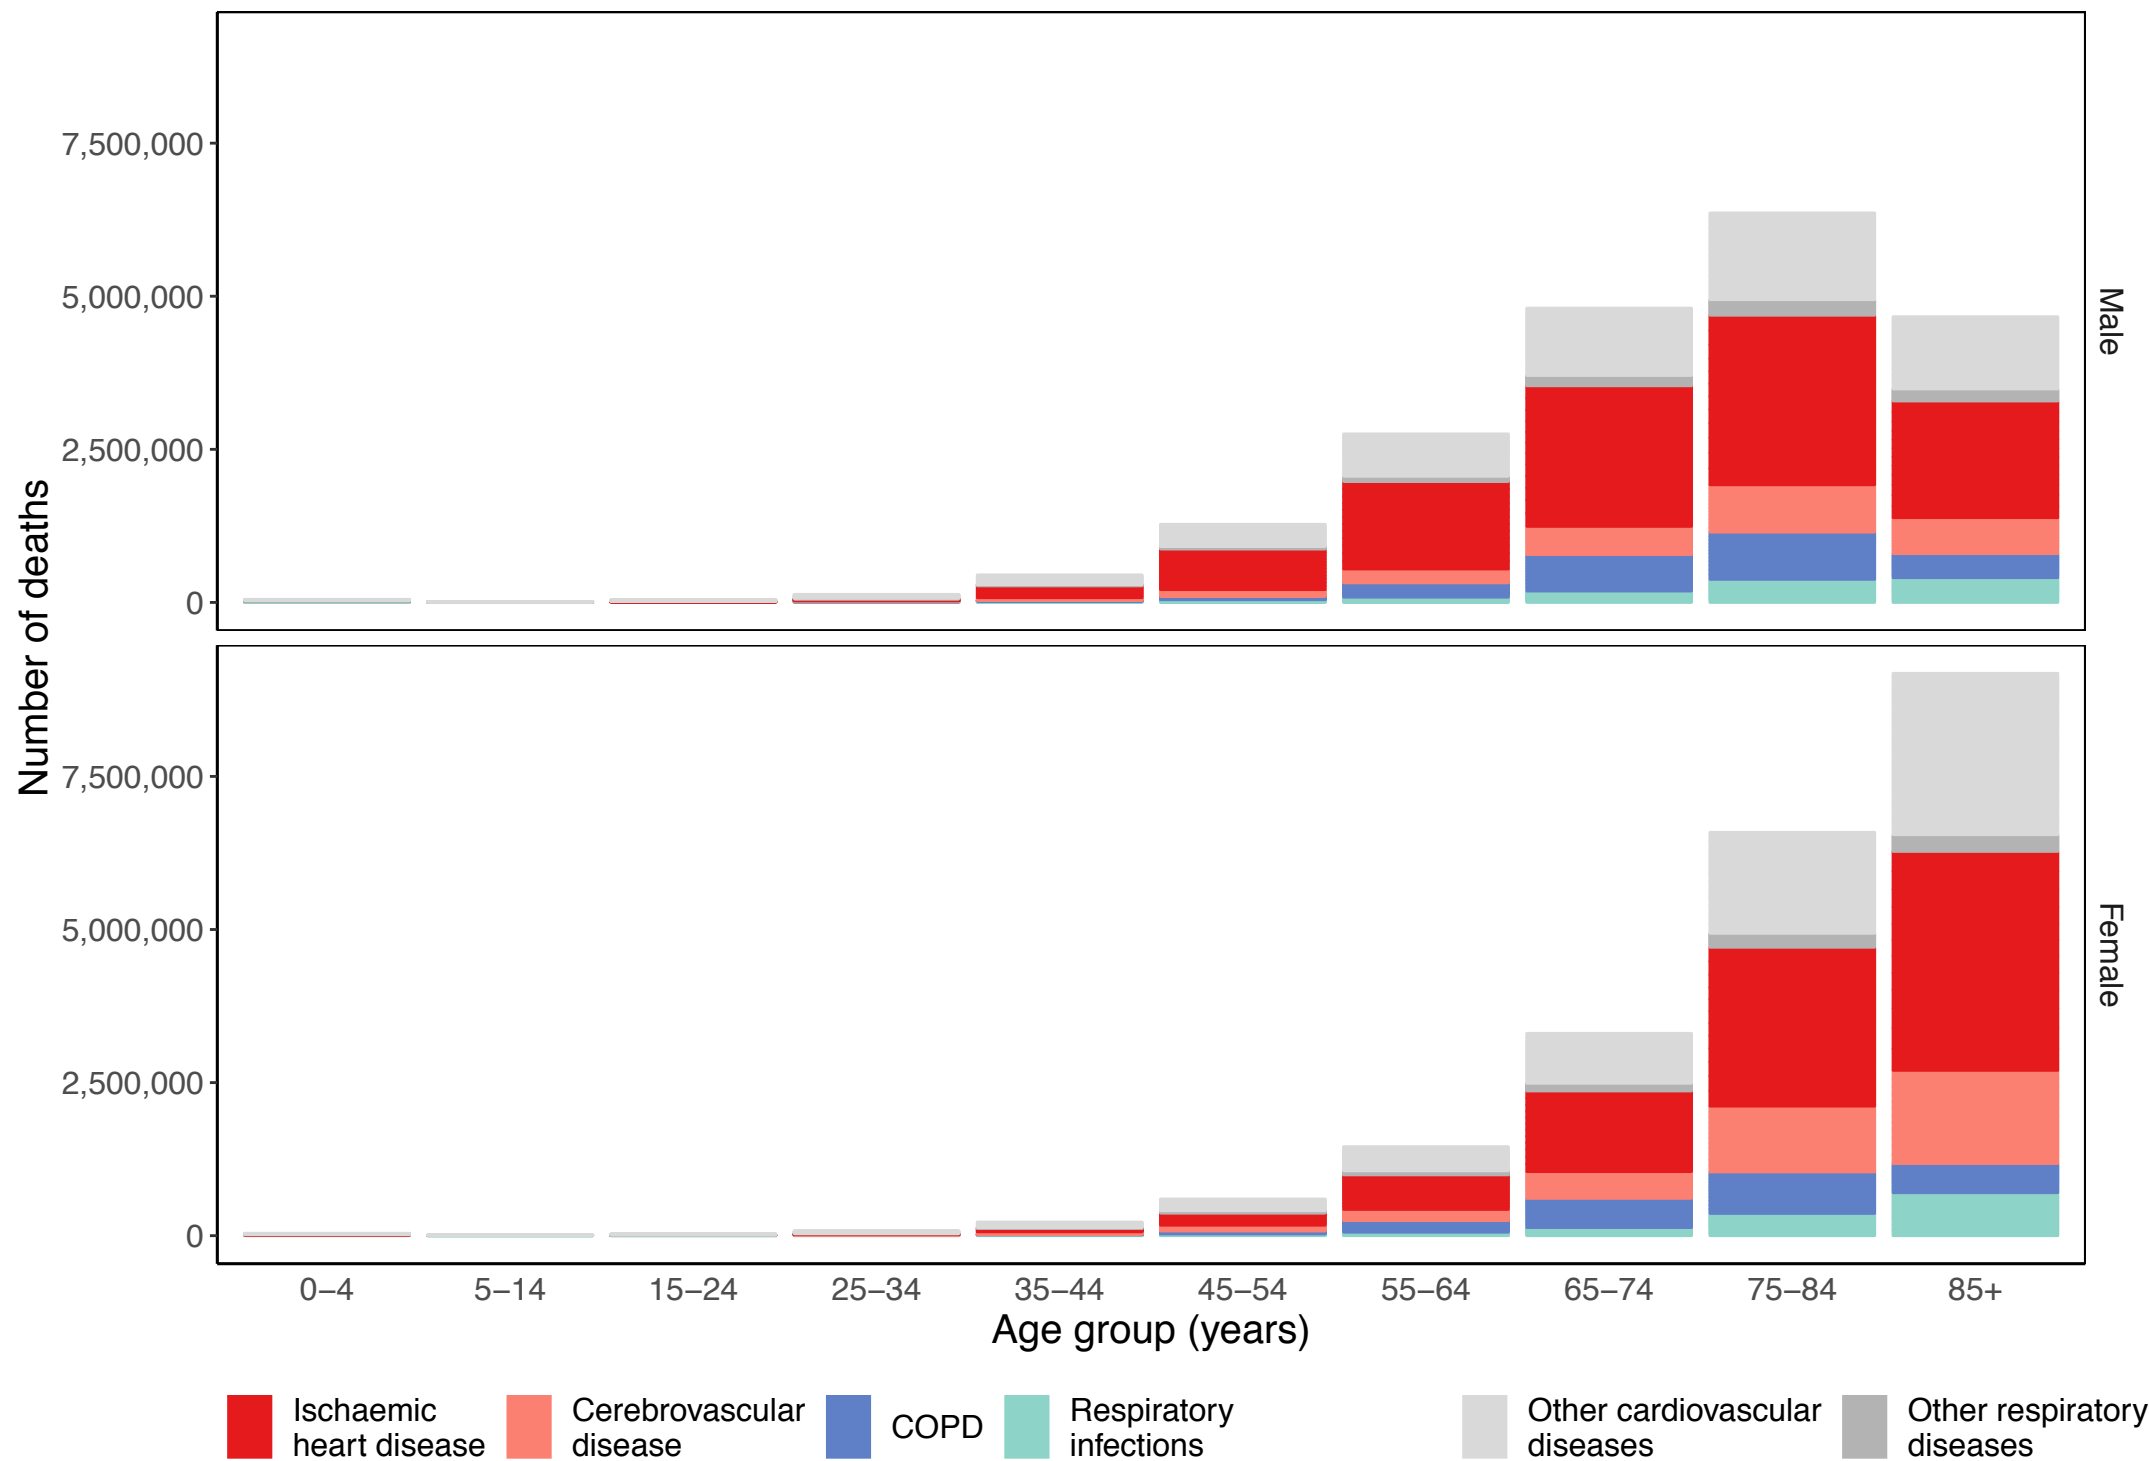 7,500,000
5,000,000
2,500,000
0
Male
Number of deaths
7,500,000
5,000,000
2,500,000
0
Female
0–4 5–14 15–24 25–34 35–44 45–54 55–64 65–74 75–84 85+
Age group (years)
Ischaemic
heart disease
Cerebrovascular
disease
COPD
Respiratory
infections
Other cardiovascular
diseases
Other respiratory
diseases